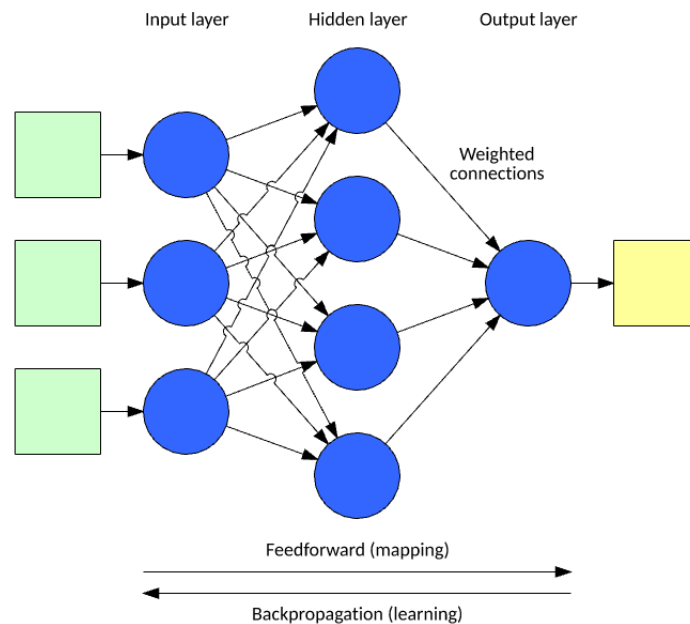 Input layer
Hidden layer
Output layer
Weighted
connections
Feedforward (mapping)
Backpropagation (learning)